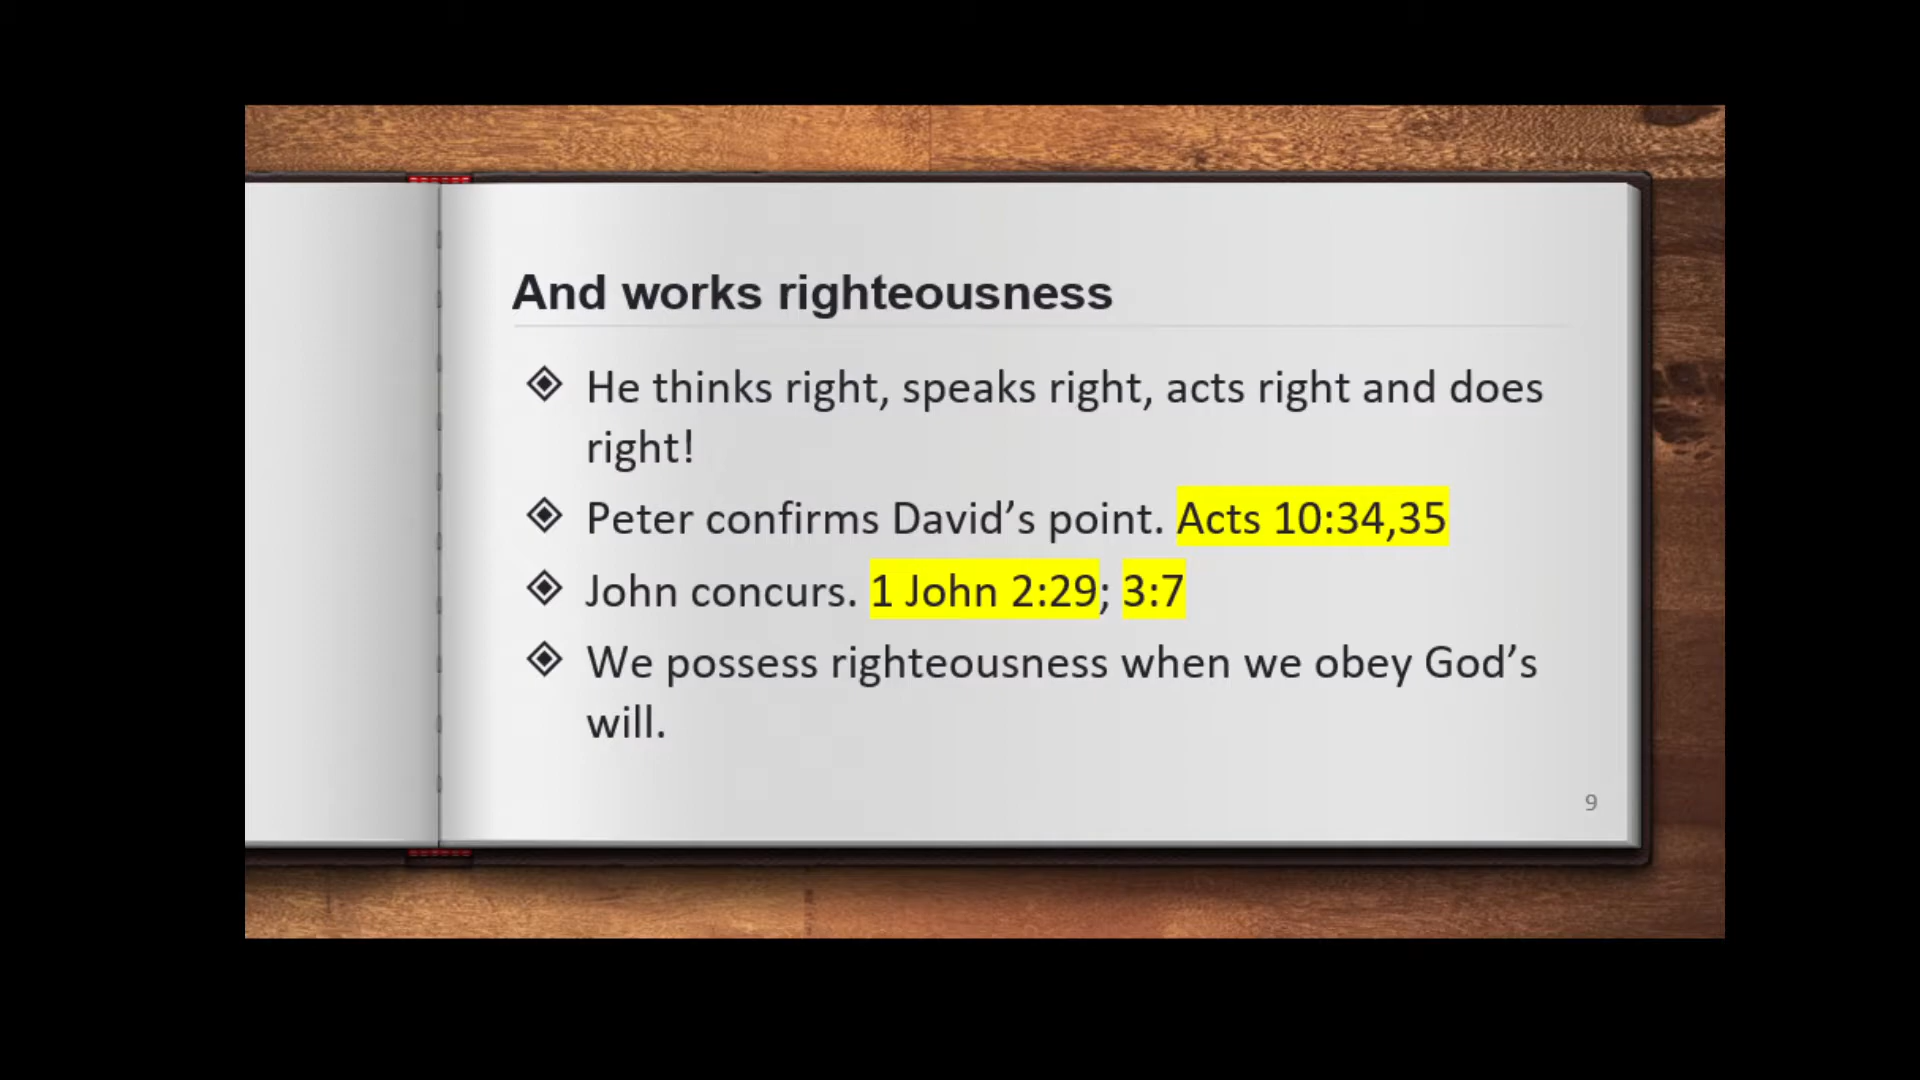 And works righteousness
He thinks right, speaks right, acts right and does
right!
Peter confirms David’s point. Acts 10:34,35
John concurs. 1 John 2:29; 3:7
We possess righteousness when we obey God’s
will.
9